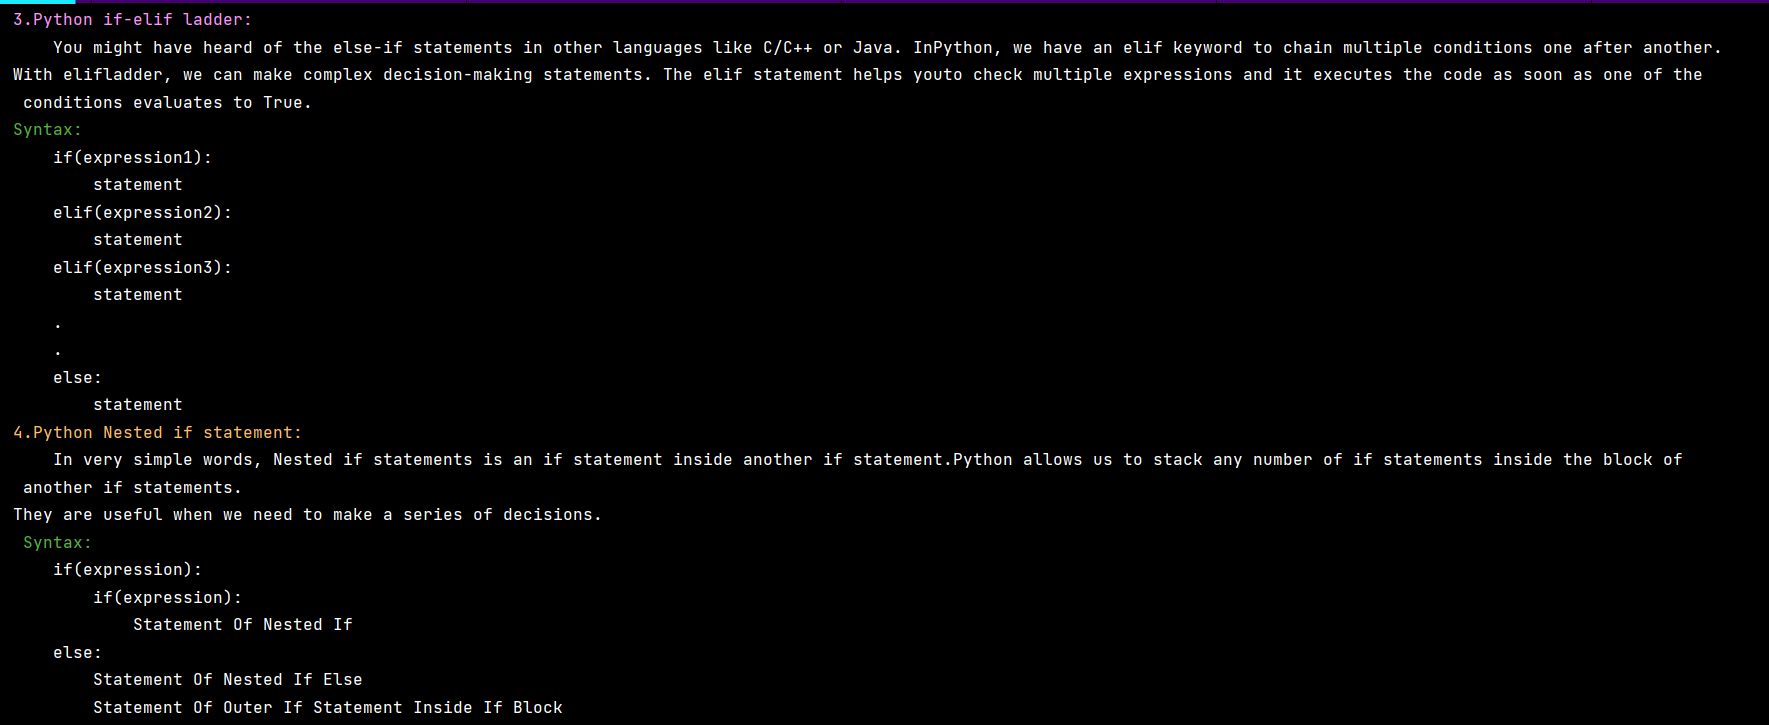 3.Python if-elif ladder:
    You might have heard of the else-if statements in other languages like C/C++ or Java. InPython, we have an elif keyword to chain multiple conditions one after another.
With elifladder, we can make complex decision-making statements. The elif statement helps youto check multiple expressions and it executes the code as soon as one of the
 conditions evaluates to True.
Syntax:
    if(expression1):
        statement
    elif(expression2):
        statement
    elif(expression3):
        statement
    .
    .
    else:
        statement
4.Python Nested if statement:
    In very simple words, Nested if statements is an if statement inside another if statement.Python allows us to stack any number of if statements inside the block of
 another if statements.
They are useful when we need to make a series of decisions.
 Syntax:
    if(expression):
        if(expression):
            Statement Of Nested If
    else:
        Statement Of Nested If Else
        Statement Of Outer If Statement Inside If Block